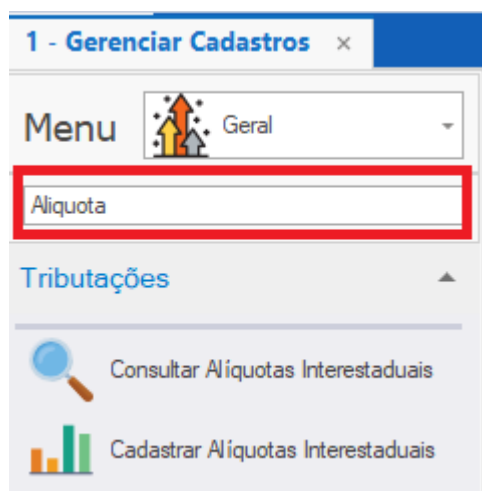 1 - Gerenciar Cadastros ×
Menu Geral
Aliquota
Tributações
Consultar Alíquotas Interestaduais
Cadastrar Alíquotas Interestaduais